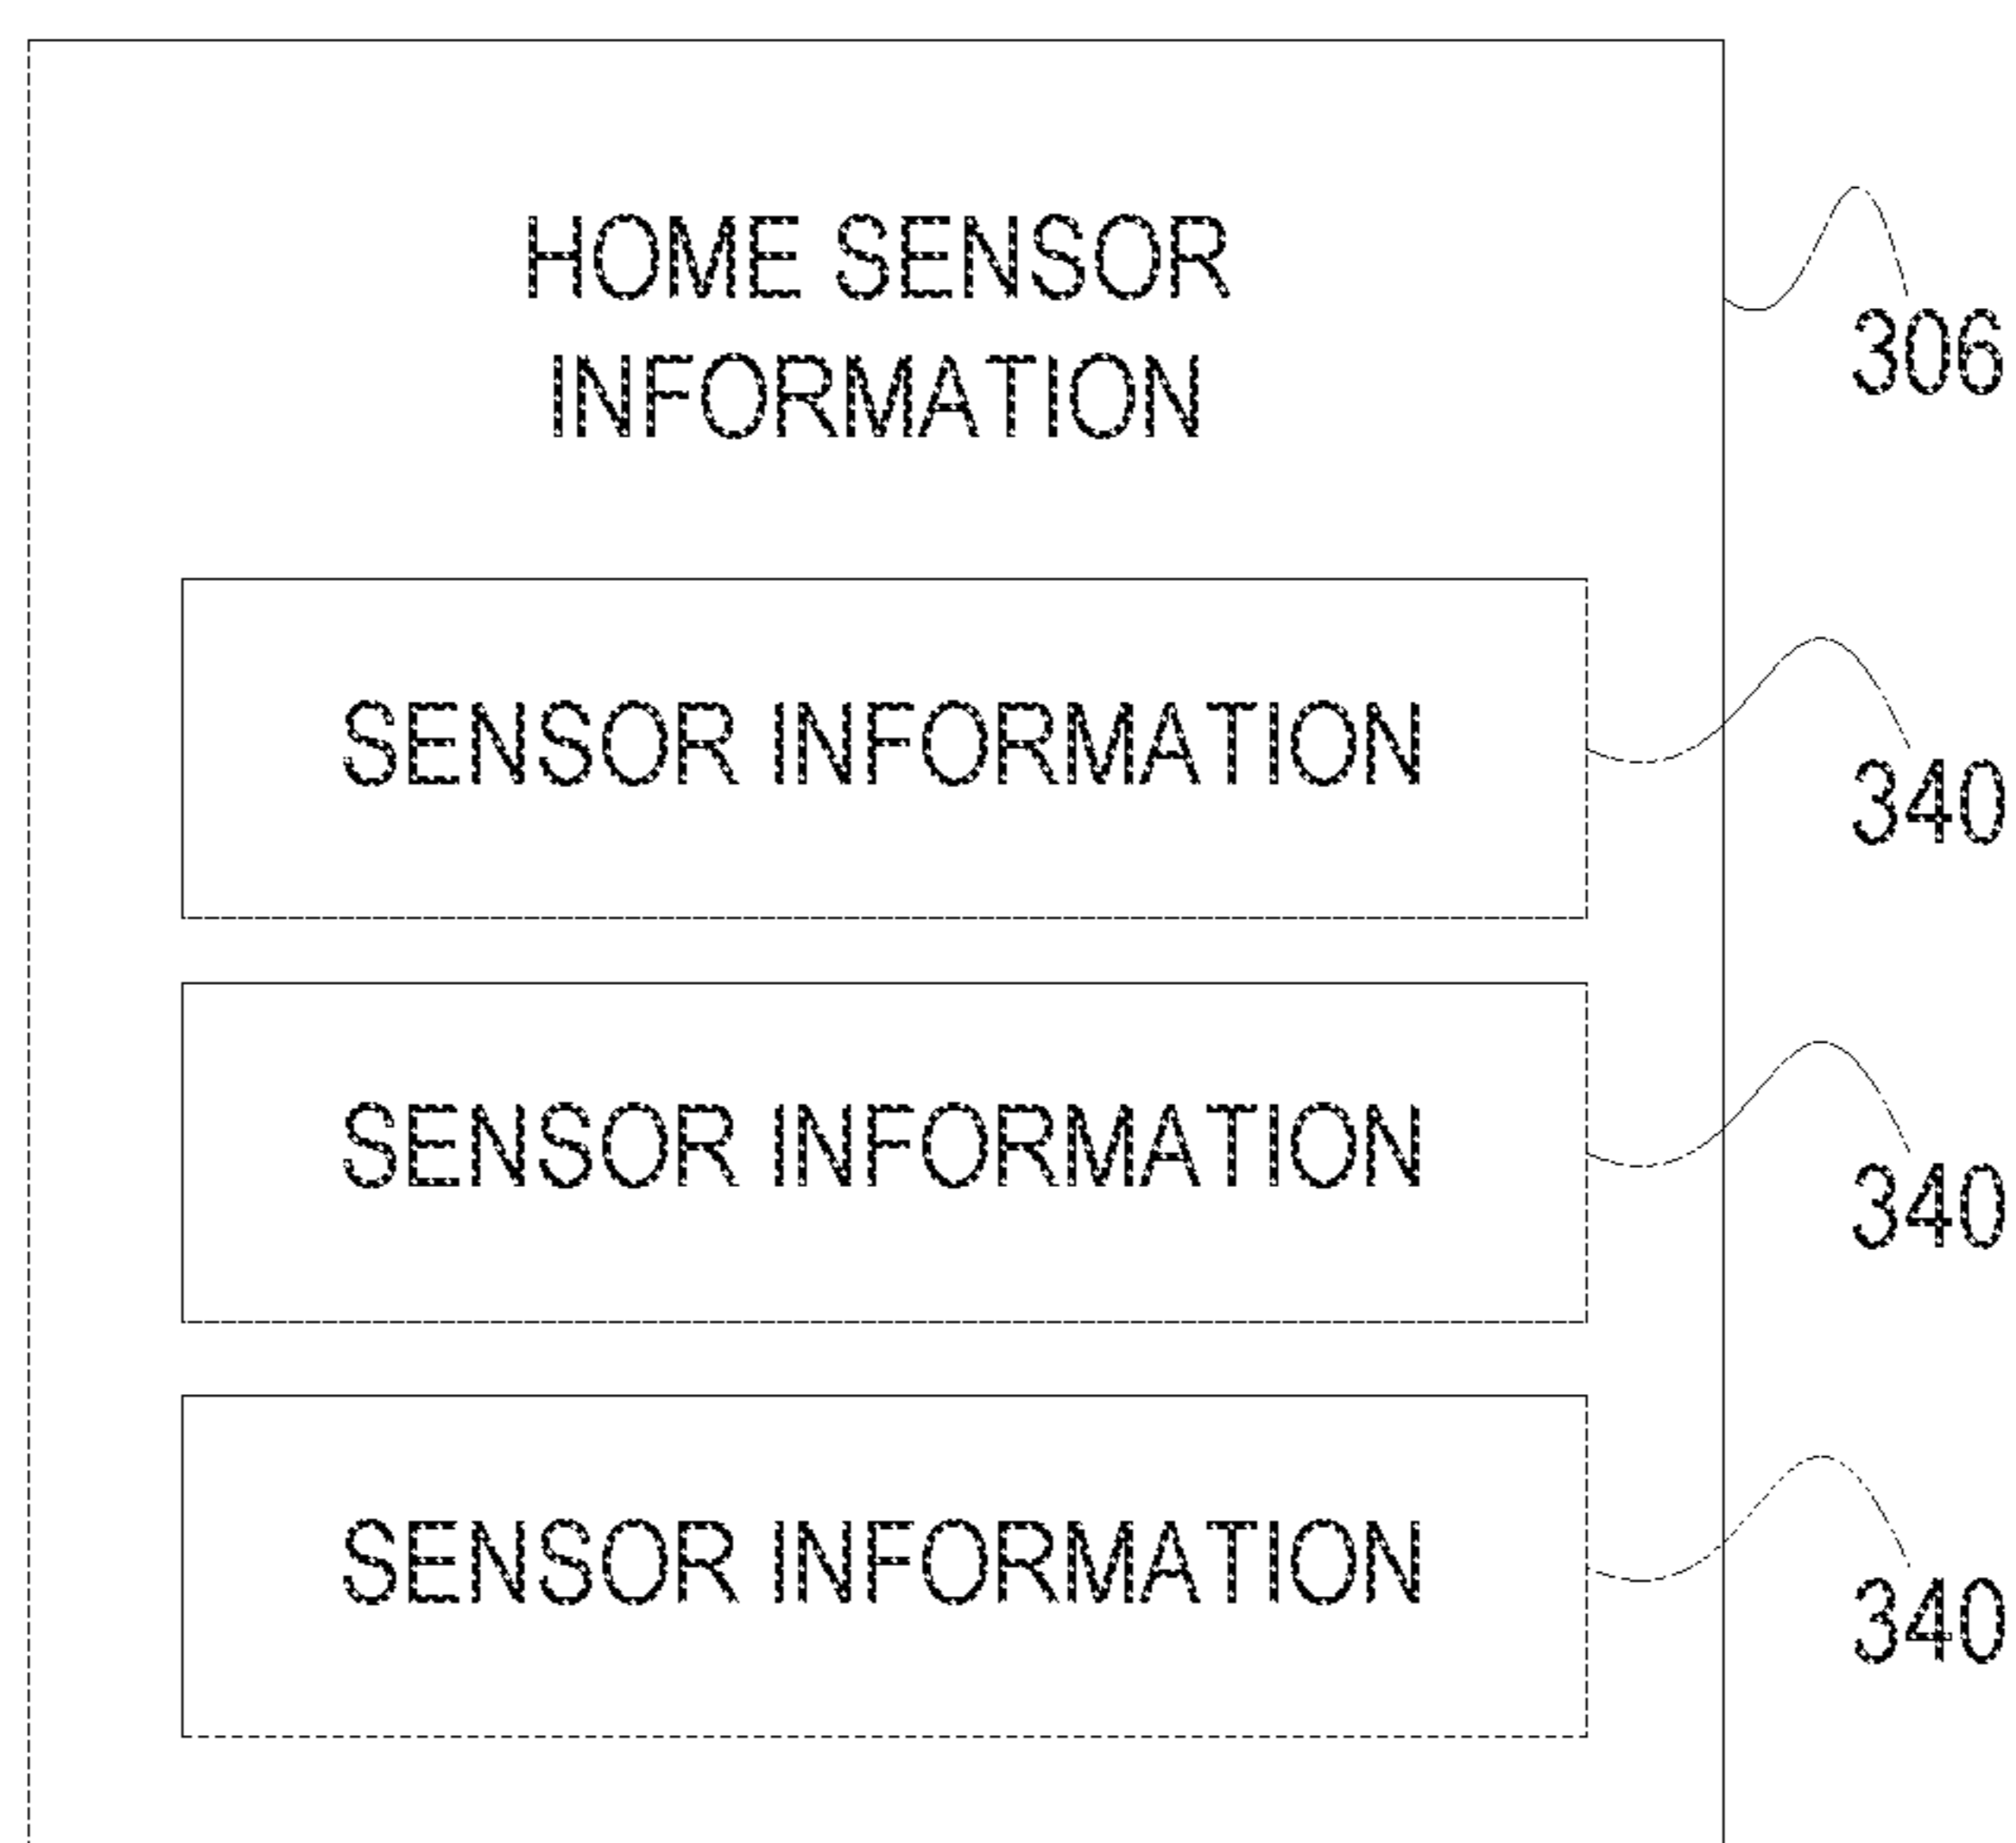 HOME SENSOR
INFORMATION
306
SENSOR INFORMATION
340
SENSOR INFORMATION
340
SENSOR INFORMATION
340